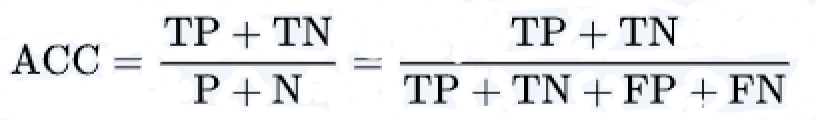 ACC = (TP + TN) / (P + N) = (TP + TN) / (TP + TN + FP + FN)